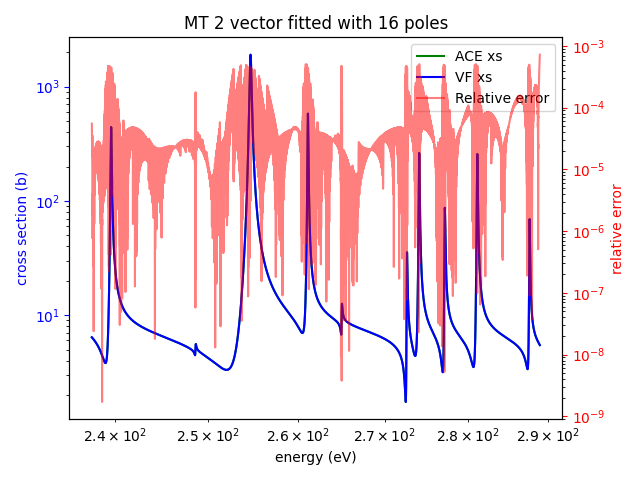 MT 2 vector fitted with 16 poles
ACE xs
VF xs
Relative error
cross section (b)
10³
10²
10¹
relative error
10⁻³
10⁻⁴
10⁻⁵
10⁻⁶
10⁻⁷
10⁻⁸
10⁻⁹
2.4 × 10² 2.5 × 10² 2.6 × 10² 2.7 × 10² 2.8 × 10² 2.9 × 10²
energy (eV)